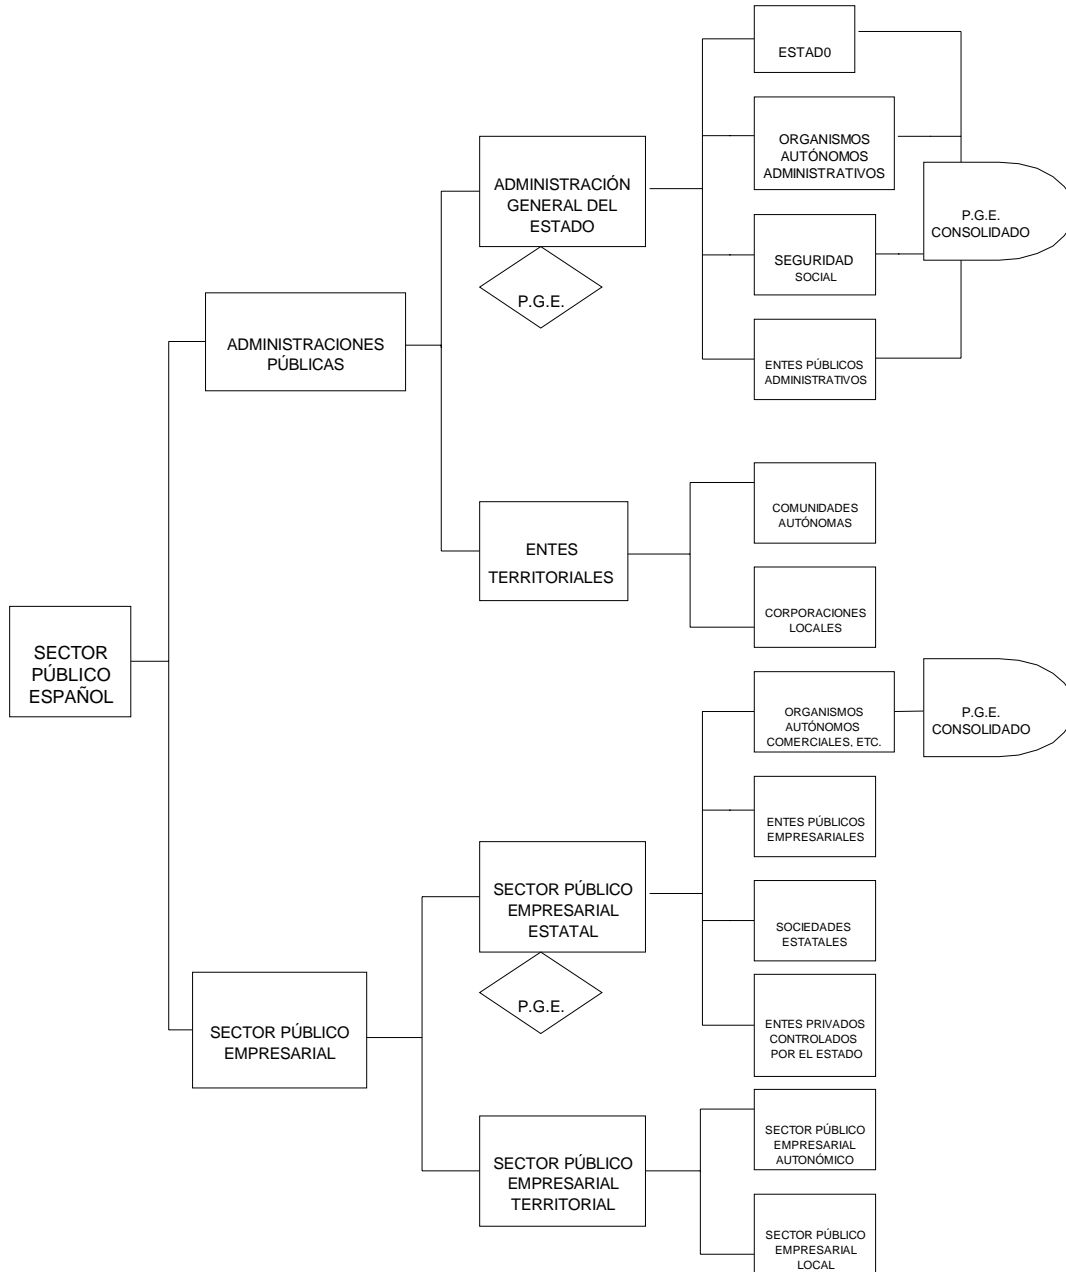 ESTAD0
ORGANISMOS
AUTÓNOMOS
ADMINISTRATIVOS
ADMINISTRACIÓN
GENERAL DEL
ESTADO
P.G.E.
CONSOLIDADO
SEGURIDAD
SOCIAL
P.G.E.
ADMINISTRACIONES
PÚBLICAS
ENTES PÚBLICOS
ADMINISTRATIVOS
COMUNIDADES
AUTÓNOMAS
ENTES
TERRITORIALES
CORPORACIONES
LOCALES
SECTOR
PÚBLICO
ESPAÑOL
ORGANISMOS
AUTÓNOMOS
COMERCIALES, ETC.
P.G.E.
CONSOLIDADO
ENTES PÚBLICOS
EMPRESARIALES
SECTOR PÚBLICO
EMPRESARIAL
ESTATAL
SOCIEDADES
ESTATALES
P.G.E.
SECTOR PÚBLICO
EMPRESARIAL
ENTES PRIVADOS
CONTROLADOS
POR EL ESTADO
SECTOR PÚBLICO
EMPRESARIAL
AUTONÓMICO
SECTOR PÚBLICO
EMPRESARIAL
TERRITORIAL
SECTOR PÚBLICO
EMPRESARIAL
LOCAL